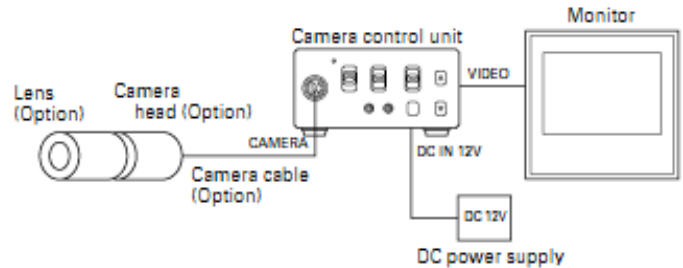 Monitor
Camera control unit
VIDEO
Lens
(Option)
Camera
head (Option)
CAMERA
DC IN 12V
Camera cable
(Option)
DC 12V
DC power supply